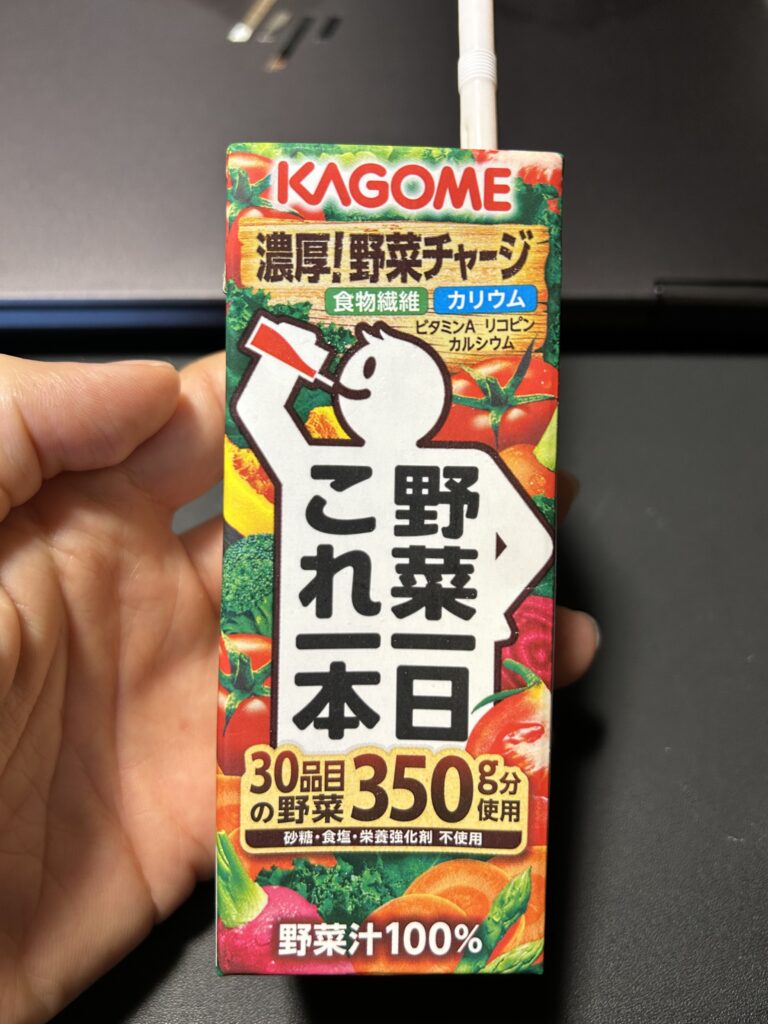 KAGOME
濃厚!野菜チャージ
食物繊維 カリウム
ビタミンA リコピン
カルシウム
野菜一日
これ一本
30品目
の野菜
350g分
使用
砂糖・食塩・栄養強化剤 不使用
野菜汁100%